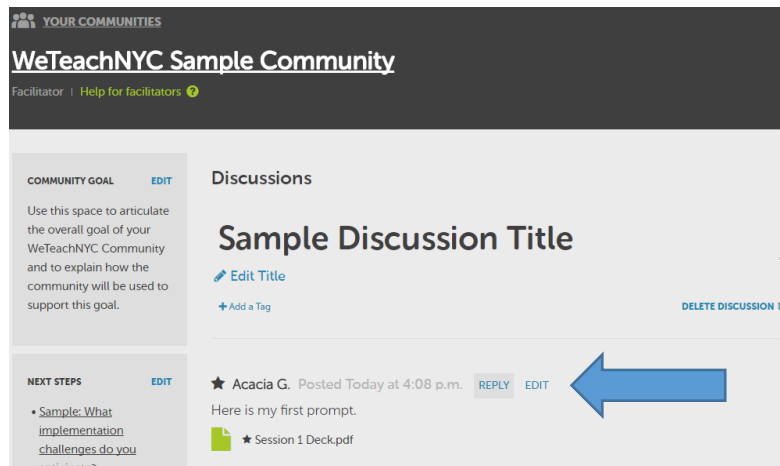 YOUR COMMUNITIES
WeTeachNYC Sample Community
Facilitator | Help for facilitators ?
COMMUNITY GOAL EDIT
Use this space to articulate
the overall goal of your
WeTeachNYC Community
and to explain how the
community will be used to
support this goal.
NEXT STEPS EDIT
• Sample: What
implementation
challenges do you
Discussions
Sample Discussion Title
Edit Title
+ Add a Tag
DELETE DISCUSSION
Acacia G. Posted Today at 4:08 p.m. REPLY EDIT
Here is my first prompt.
Session 1 Deck.pdf